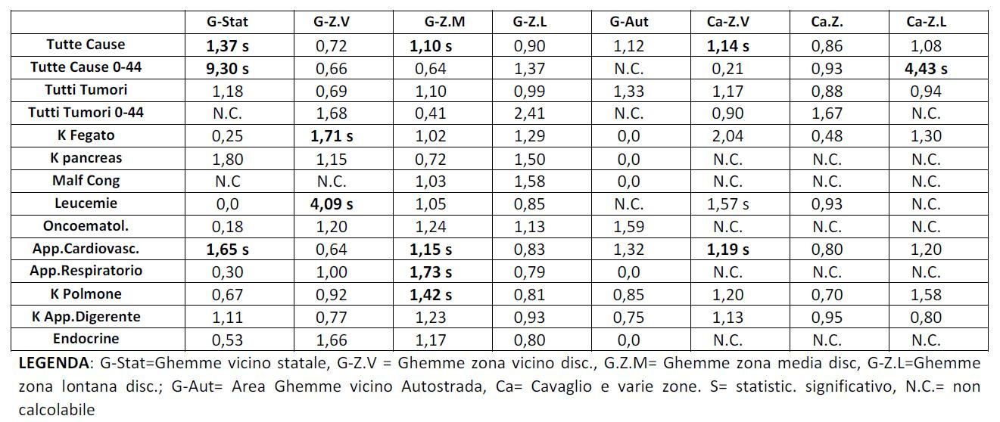 G-Stat G-Z.V G-Z.M G-Z.L G-Aut Ca-Z.V Ca.Z. Ca-Z.L
Tutte Cause 1,37 s 0,72 1,10 s 0,90 1,12 1,14 s 0,86 1,08
Tutte Cause 0-44 9,30 s 0,66 0,64 1,37 N.C. 0,21 0,93 4,43 s
Tutti Tumori 1,18 0,69 1,10 0,99 1,33 1,17 0,88 0,94
Tutti Tumori 0-44 N.C. 1,68 0,41 2,41 N.C. 0,90 1,67 N.C.
K Fegato 0,25 1,71 s 1,02 1,29 0,0 2,04 0,48 1,30
K pancreas 1,80 1,15 0,72 1,50 0,0 N.C. N.C. N.C.
Malf Cong N.C N.C. 1,03 1,58 0,0 N.C. N.C. N.C.
Leucemie 0,0 4,09 s 1,05 0,85 N.C. 1,57 s 0,93 N.C.
Oncoematol. 0,18 1,20 1,24 1,13 1,59 N.C. N.C. N.C.
App.Cardiovasc. 1,65 s 0,64 1,15 s 0,83 1,32 1,19 s 0,80 1,20
App.Respiratorio 0,30 1,00 1,73 s 0,79 0,0 N.C. N.C. N.C.
K Polmone 0,67 0,92 1,42 s 0,81 0,85 1,20 0,70 1,58
K App.Digerente 1,11 0,77 1,23 0,93 0,75 1,13 0,95 0,80
Endocrine 0,53 1,66 1,17 0,80 0,0 N.C. N.C. N.C.
LEGENDA: G-Stat=Ghemme vicino statale, G-Z.V = Ghemme zona vicino disc., G.Z.M= Ghemme zona media disc, G-Z.L=Ghemme
zona lontana disc.; G-Aut= Area Ghemme vicino Autostrada, Ca= Cavaglio e varie zone. S= statistic. significativo, N.C.= non
calcolabile